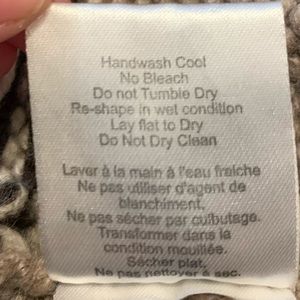 Handwash Cool
No Bleach
Do not Tumble Dry
Re-shape in wet condition
Lay flat to Dry
Do Not Dry Clean
Laver à la main à l'eau fraîche
Ne pas utiliser d'agent de
blanchiment.
Ne pas sécher par culbutage.
Transformer dans la
condition mouillée.
Sécher plat.
Ne pas nettoyer à sec.